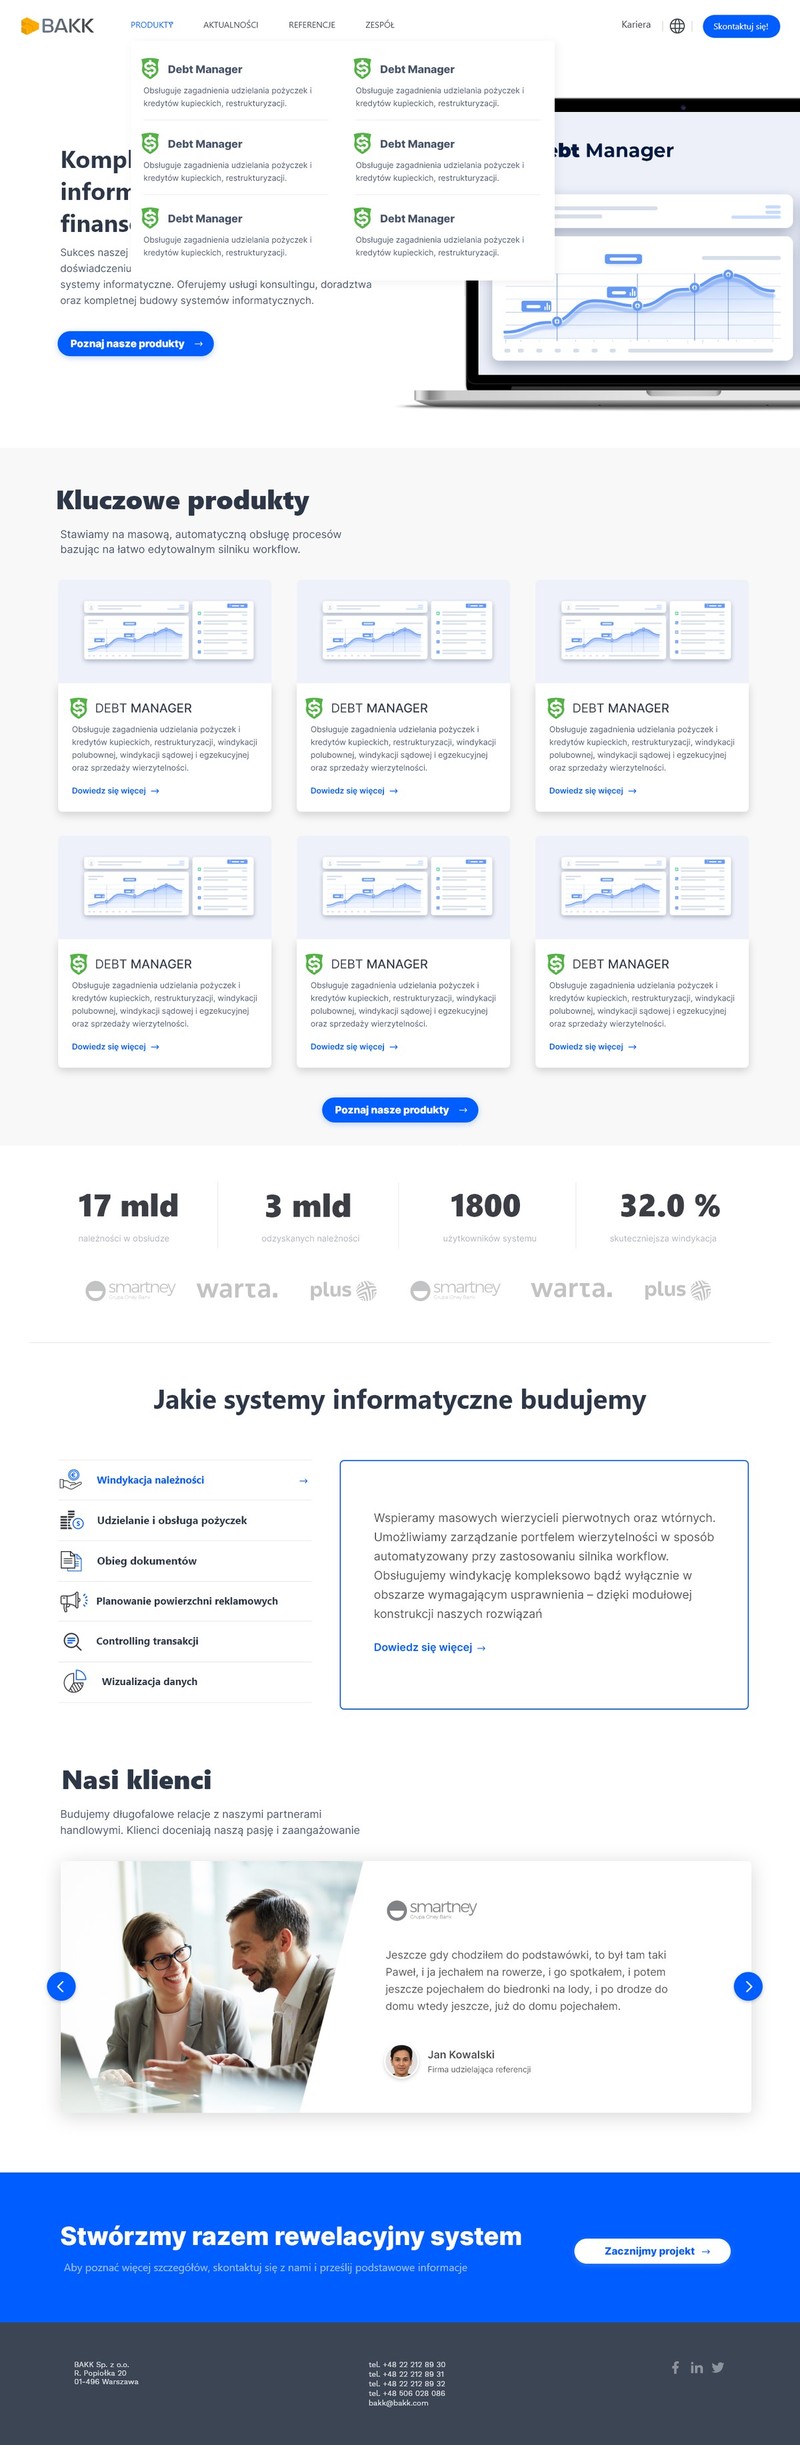 BAKK
PRODUKTY
AKTUALNOŚCI
REFERENCJE
ZESPÓŁ
Kariera
Skontaktuj się!
Debt Manager
Obsługuje zagadnienia udzielania pożyczek i
kredytów kupieckich, restrukturyzacji.
Debt Manager
Obsługuje zagadnienia udzielania pożyczek i
kredytów kupieckich, restrukturyzacji.
Debt Manager
Obsługuje zagadnienia udzielania pożyczek i
kredytów kupieckich, restrukturyzacji.
Debt Manager
Obsługuje zagadnienia udzielania pożyczek i
kredytów kupieckich, restrukturyzacji.
Debt Manager
Obsługuje zagadnienia udzielania pożyczek i
kredytów kupieckich, restrukturyzacji.
Debt Manager
Obsługuje zagadnienia udzielania pożyczek i
kredytów kupieckich, restrukturyzacji.
Manager
Sukces naszej
doświadczeniu
systemy informatyczne. Oferujemy usługi konsultingu, doradztwa
oraz kompletnej budowy systemów informatycznych.
Poznaj nasze produkty →
Kluczowe produkty
Stawiamy na masową, automatyczną obsługę procesów
bazując na łatwo edytowalnym silniku workflow.
DEBT MANAGER
Obsługuje zagadnienia udzielania pożyczek i
kredytów kupieckich, restrukturyzacji, windykacji
polubownej, windykacji sądowej i egzekucyjnej
oraz sprzedaży wierzytelności.
Dowiedz się więcej →
DEBT MANAGER
Obsługuje zagadnienia udzielania pożyczek i
kredytów kupieckich, restrukturyzacji, windykacji
polubownej, windykacji sądowej i egzekucyjnej
oraz sprzedaży wierzytelności.
Dowiedz się więcej →
DEBT MANAGER
Obsługuje zagadnienia udzielania pożyczek i
kredytów kupieckich, restrukturyzacji, windykacji
polubownej, windykacji sądowej i egzekucyjnej
oraz sprzedaży wierzytelności.
Dowiedz się więcej →
DEBT MANAGER
Obsługuje zagadnienia udzielania pożyczek i
kredytów kupieckich, restrukturyzacji, windykacji
polubownej, windykacji sądowej i egzekucyjnej
oraz sprzedaży wierzytelności.
Dowiedz się więcej →
DEBT MANAGER
Obsługuje zagadnienia udzielania pożyczek i
kredytów kupieckich, restrukturyzacji, windykacji
polubownej, windykacji sądowej i egzekucyjnej
oraz sprzedaży wierzytelności.
Dowiedz się więcej →
DEBT MANAGER
Obsługuje zagadnienia udzielania pożyczek i
kredytów kupieckich, restrukturyzacji, windykacji
polubownej, windykacji sądowej i egzekucyjnej
oraz sprzedaży wierzytelności.
Dowiedz się więcej →
Poznaj nasze produkty →
17 mld
należności w obsłudze
3 mld
odzyskanych należności
1800
użytkowników systemu
32.0 %
skuteczniejsza windykacja
smartney
Grupa Oney Bank
warta.
plus
smartney
Grupa Oney Bank
warta.
plus
Jakie systemy informatyczne budujemy
Windykacja należności →
Udzielanie i obsługa pożyczek
Obieg dokumentów
Planowanie powierzchni reklamowych
Controlling transakcji
Wizualizacja danych
Wspieramy masowych wierzycieli pierwotnych oraz wtórnych.
Umożliwiamy zarządzanie portfelem wierzytelności w sposób
automatyzowany przy zastosowaniu silnika workflow.
Obsługujemy windykację kompleksowo bądź wyłącznie w
obszarze wymagającym usprawnienia – dzięki modułowej
konstrukcji naszych rozwiązań
Dowiedz się więcej →
Nasi klienci
Budujemy długofalowe relacje z naszymi partnerami
handlowymi. Klienci doceniają naszą pasję i zaangażowanie
smartney
Grupa Oney Bank
Jeszcze gdy chodziłem do podstawówki, to był tam taki
Paweł, i ja jechałem na rowerze, i go spotkałem, i potem
jeszcze pojechałem do biedronki na lody, i po drodze do
domu wtedy jeszcze, już do domu pojechałem.
Jan Kowalski
Firma udzielająca referencji
Stwórzmy razem rewelacyjny system
Aby poznać więcej szczegółów, skontaktuj się z nami i prześlij podstawowe informacje
Zacznijmy projekt →
BAKK Sp. z o.o.
R. Popiołka 20
01-496 Warszawa
tel. +48 22 212 89 30
tel. +48 22 212 89 31
tel. +48 22 212 89 32
tel. +48 506 028 086
bakk@bakk.com